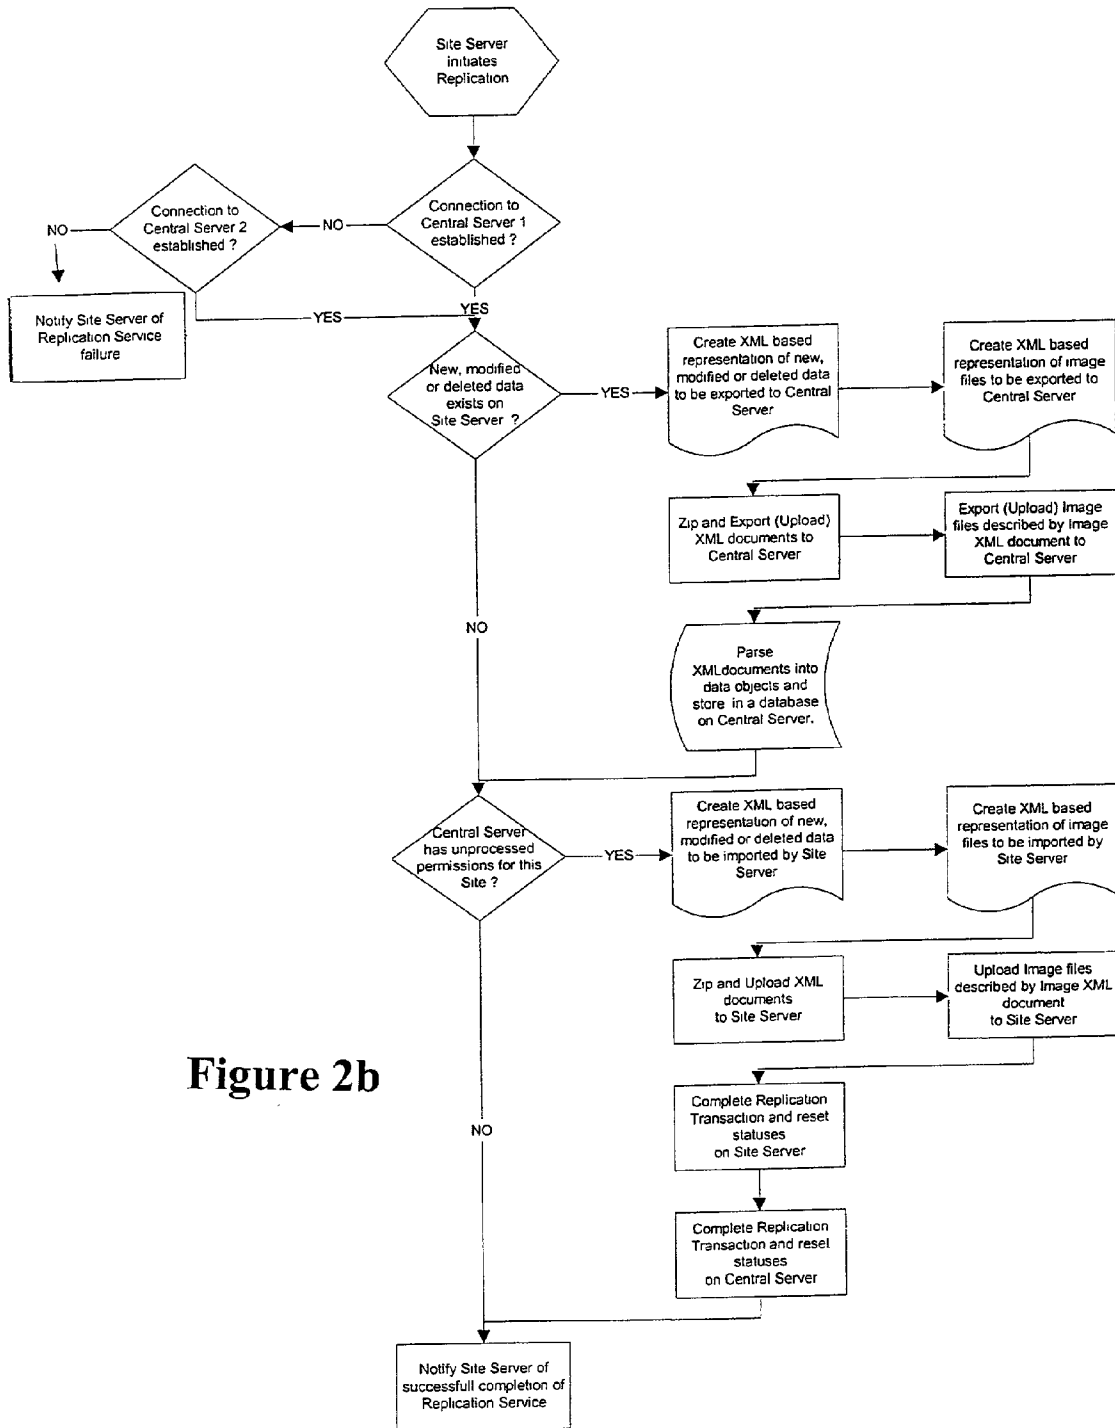 Site Server
initiates
Replication
Connection to
Central Server 1
established ?
NO
Connection to
Central Server 2
established ?
NO
Notify Site Server of
Replication Service
failure
YES
YES
New, modified
or deleted data
exists on
Site Server ?
YES
Create XML based
representation of new,
modified or deleted data
to be exported to Central
Server
Create XML based
representation of image
files to be exported to
Central Server
Zip and Export (Upload)
XML documents to
Central Server
Export (Upload) Image
files described by Image
XML document to
Central Server
NO
Parse
XMLdocuments into
data objects and
store in a database
on Central Server.
Central Server
has unprocessed
permissions for this
Site ?
YES
Create XML based
representation of new,
modified or deleted data
to be imported by Site
Server
Create XML based
representation of image
files to be imported by
Site Server
Zip and Upload XML
documents
to Site Server
Upload Image files
described by Image XML
document
to Site Server
Figure 2b
NO
Complete Replication
Transaction and reset
statuses
on Site Server
Complete Replication
Transaction and reset
statuses
on Central Server
Notify Site Server of
successfull completion of
Replication Service